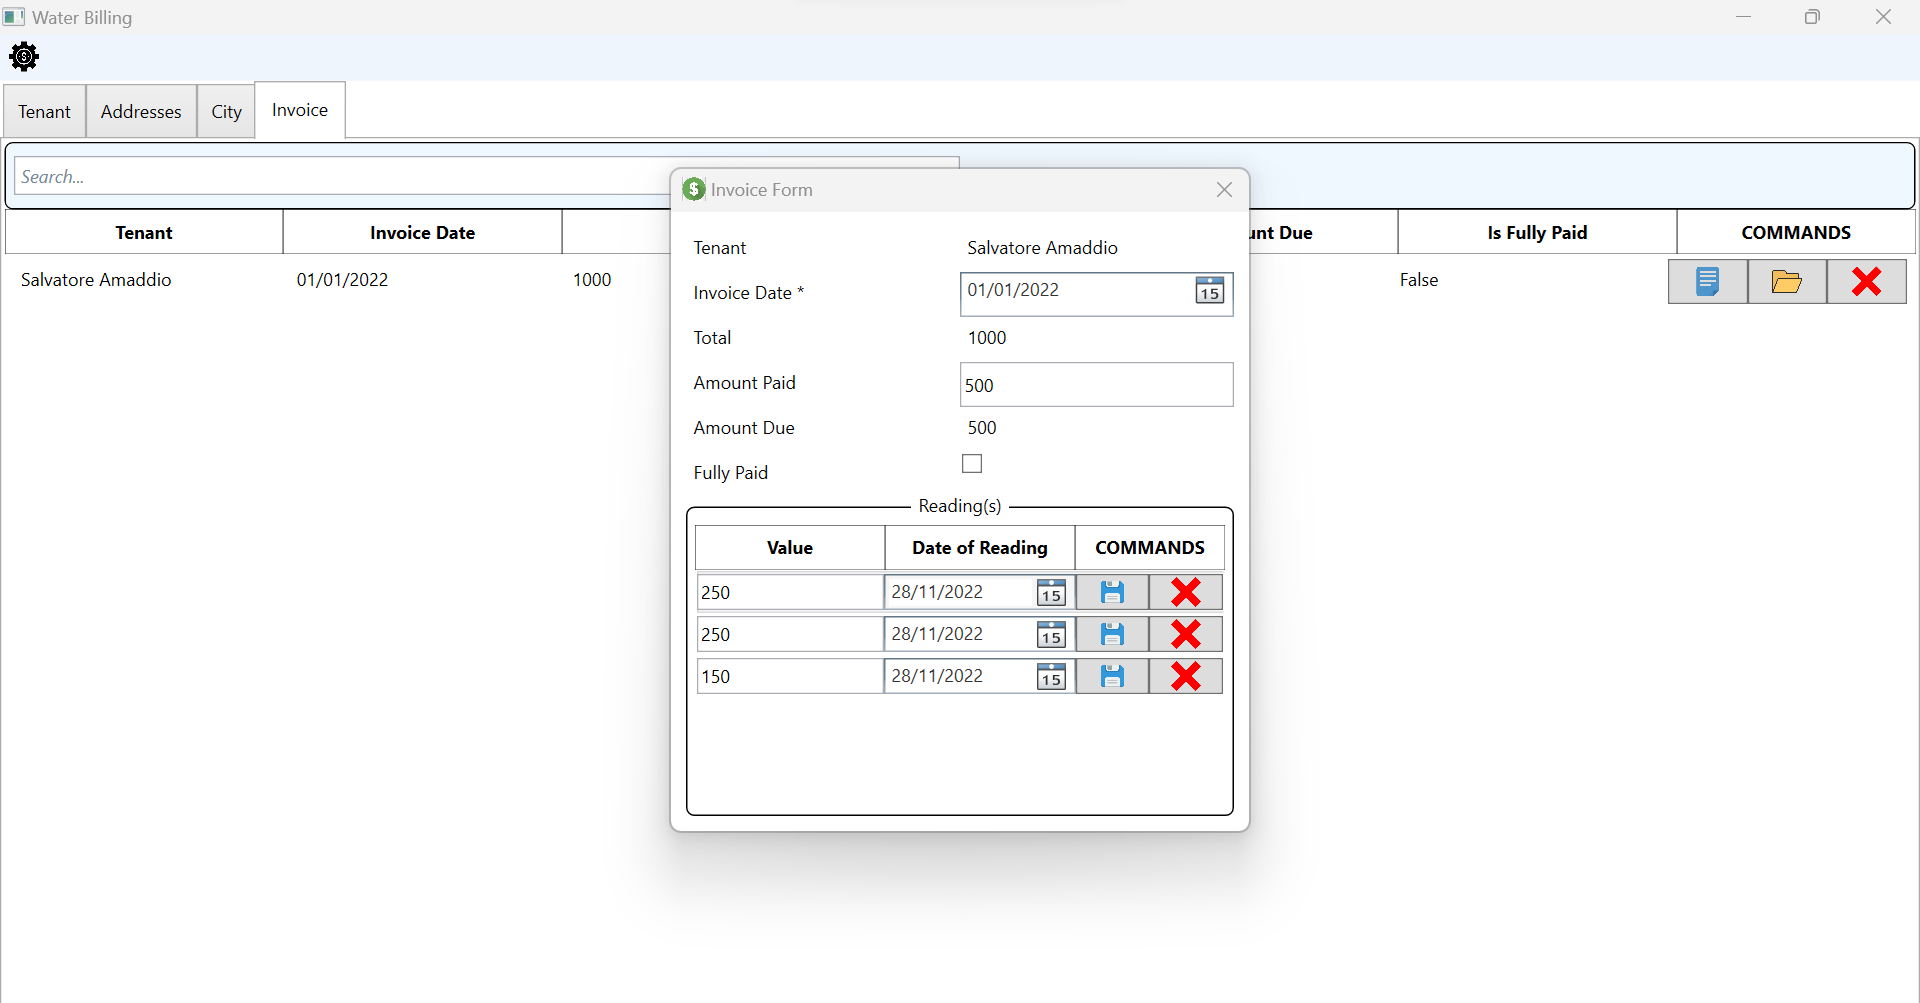 Water Billing
Tenant
Addresses
City
Invoice
Search...
Tenant
Invoice Date
Due
Is Fully Paid
COMMANDS
Salvatore Amaddio
01/01/2022
1000
False
Invoice Form
Tenant
Salvatore Amaddio
Invoice Date *
01/01/2022
15
Total
1000
Amount Paid
500
Amount Due
500
Fully Paid
Reading(s)
Value
Date of Reading
COMMANDS
250
28/11/2022
15
250
28/11/2022
15
150
28/11/2022
15